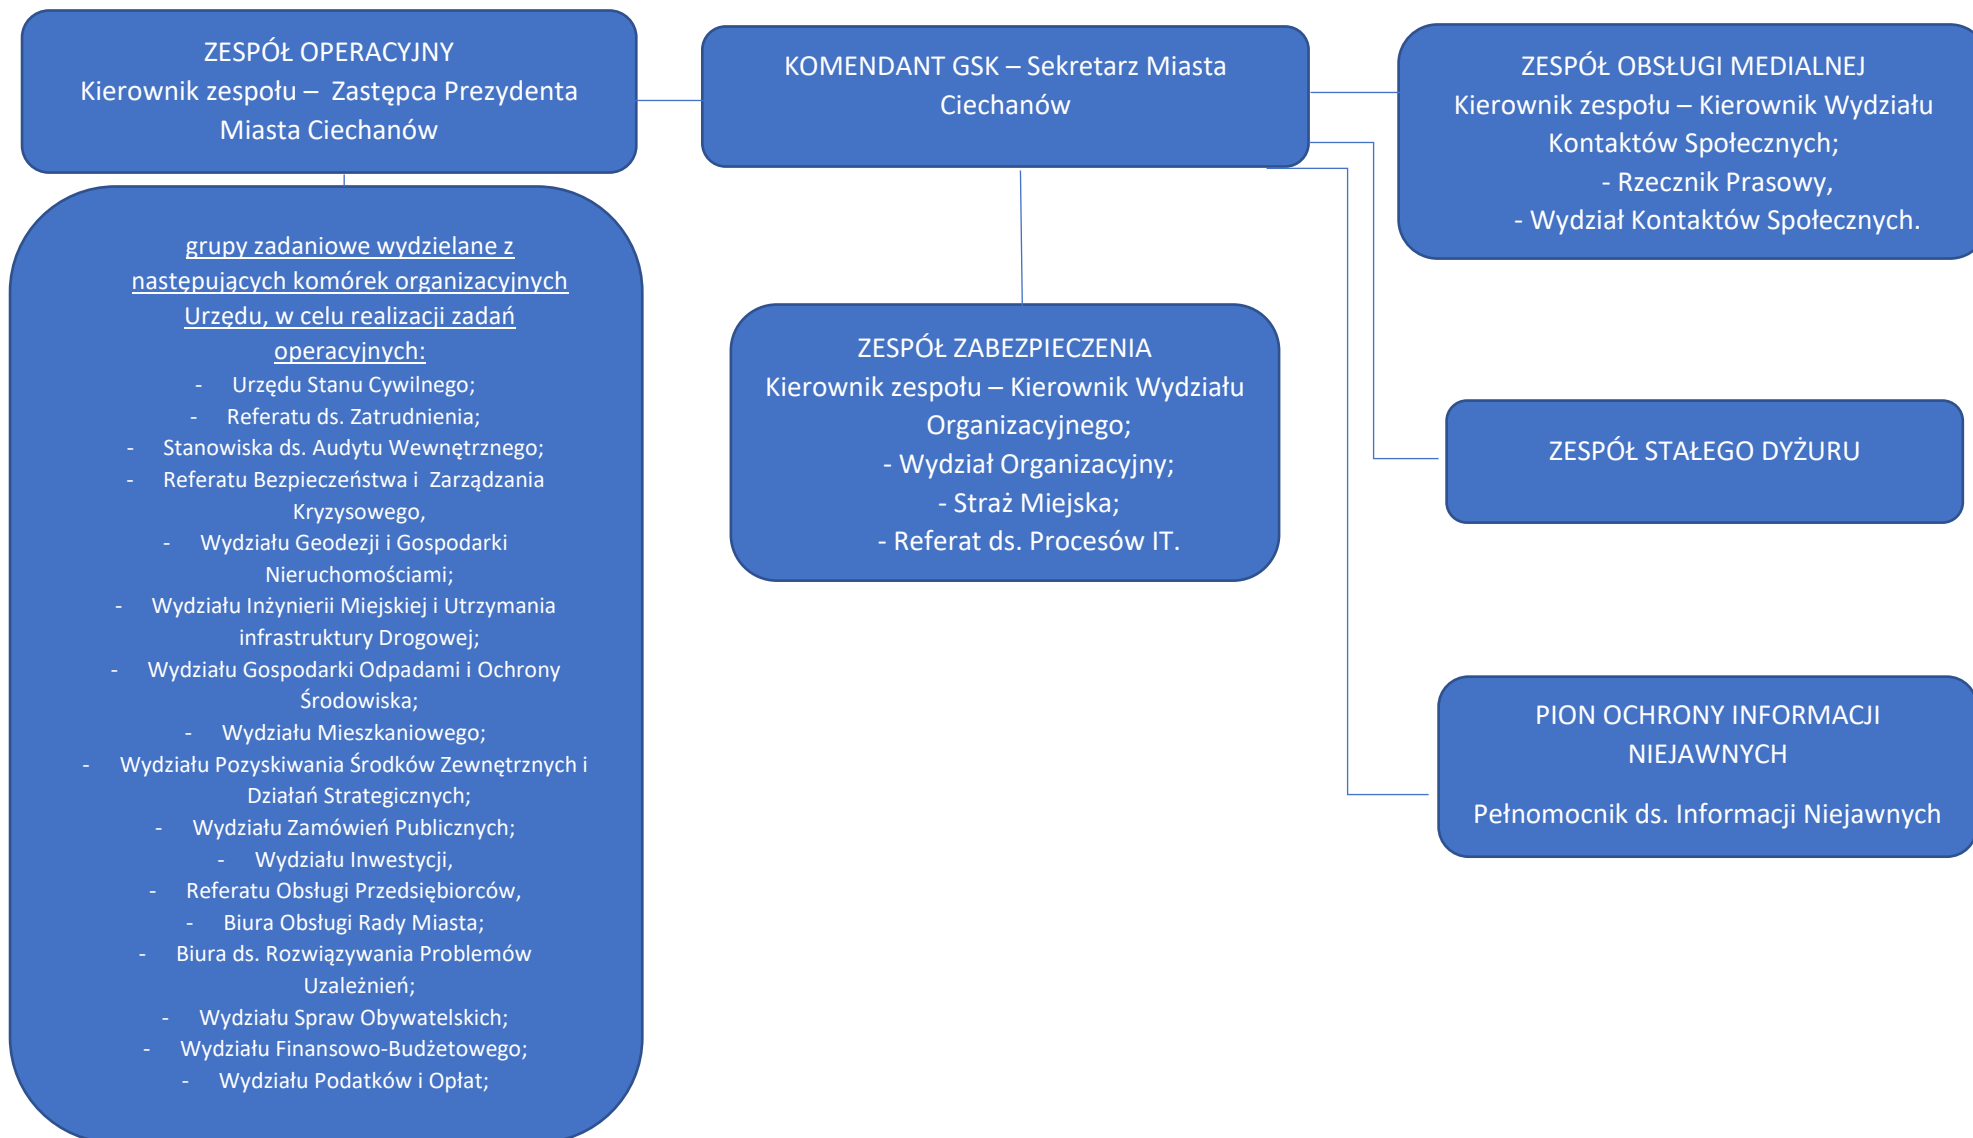 ZESPÓŁ OPERACYJNY
Kierownik zespołu – Zastępca Prezydenta
Miasta Ciechanów
grupy zadaniowe wydzielane z
następujących komórek organizacyjnych
Urzędu, w celu realizacji zadań
operacyjnych:
- Urzędu Stanu Cywilnego;
- Referatu ds. Zatrudnienia;
- Stanowiska ds. Audytu Wewnętrznego;
- Referatu Bezpieczeństwa i Zarządzania
Kryzysowego,
- Wydziału Geodezji i Gospodarki
Nieruchomościami;
- Wydziału Inżynierii Miejskiej i Utrzymania
infrastruktury Drogowej;
- Wydziału Gospodarki Odpadami i Ochrony
Środowiska;
- Wydziału Mieszkaniowego;
- Wydziału Pozyskiwania Środków Zewnętrznych i
Działań Strategicznych;
- Wydziału Zamówień Publicznych;
- Wydziału Inwestycji,
- Referatu Obsługi Przedsiębiorców,
- Biura Obsługi Rady Miasta;
- Biura ds. Rozwiązywania Problemów
Uzależnień;
- Wydziału Spraw Obywatelskich;
- Wydziału Finansowo-Budżetowego;
- Wydziału Podatków i Opłat;
KOMENDANT GSK – Sekretarz Miasta
Ciechanów
ZESPÓŁ ZABEZPIECZENIA
Kierownik zespołu – Kierownik Wydziału
Organizacyjnego;
- Wydział Organizacyjny;
- Straż Miejska;
- Referat ds. Procesów IT.
ZESPÓŁ OBSŁUGI MEDIALNEJ
Kierownik zespołu – Kierownik Wydziału
Kontaktów Społecznych;
- Rzecznik Prasowy,
- Wydział Kontaktów Społecznych.
ZESPÓŁ STAŁEGO DYŻURU
PION OCHRONY INFORMACJI
NIEJAWNYCH
Pełnomocnik ds. Informacji Niejawnych